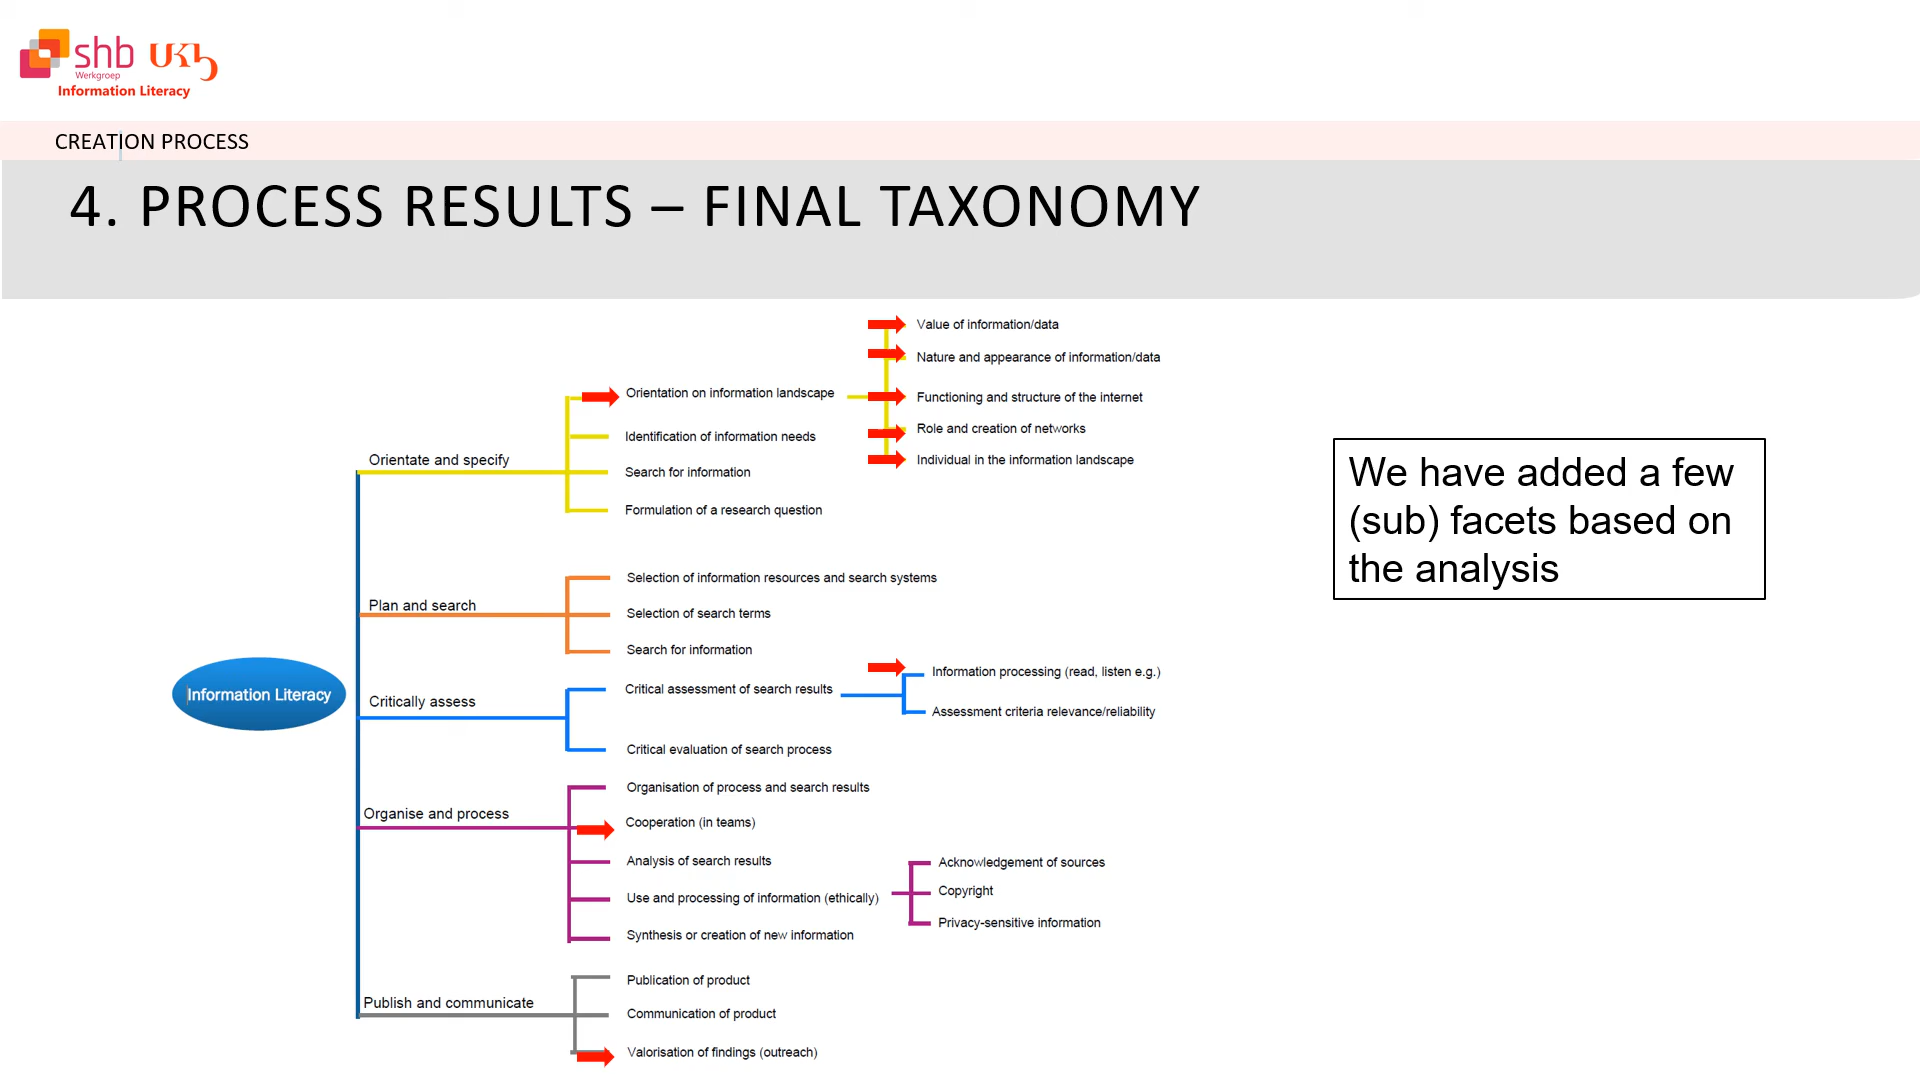 shb UKb
Werkgroep
Information Literacy
CREATION PROCESS
4. PROCESS RESULTS – FINAL TAXONOMY
Value of information/data
Nature and appearance of information/data
Orientation on information landscape
Functioning and structure of the internet
Role and creation of networks
Identification of information needs
Orientate and specify
Individual in the information landscape
Search for information
Formulation of a research question
We have added a few
(sub) facets based on
the analysis
Selection of information resources and search systems
Plan and search
Selection of search terms
Search for information
Information Literacy
Critically assess
Critical assessment of search results
Information processing (read, listen e.g.)
Assessment criteria relevance/reliability
Critical evaluation of search process
Organise and process
Organisation of process and search results
Cooperation (in teams)
Analysis of search results
Use and processing of information (ethically)
Acknowledgement of sources
Copyright
Privacy-sensitive information
Synthesis or creation of new information
Publish and communicate
Publication of product
Communication of product
Valorisation of findings (outreach)